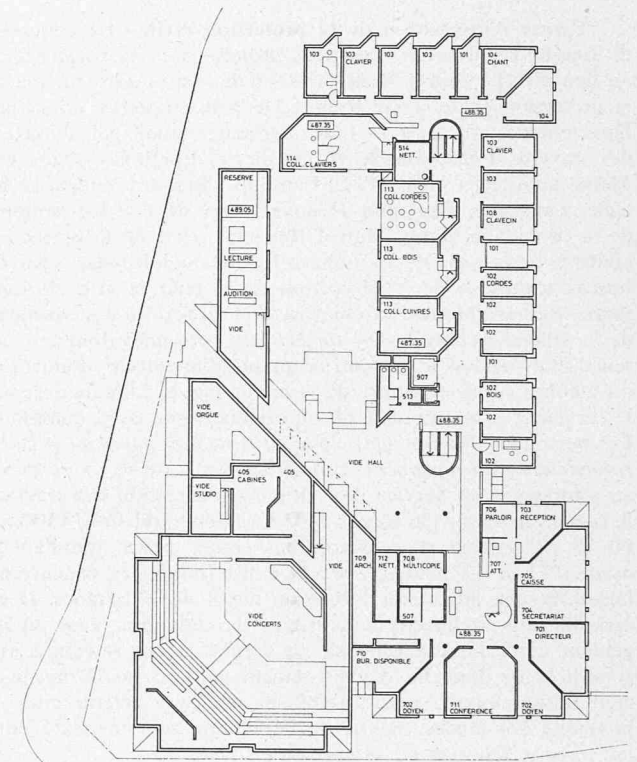 103
103
CLAVIER
103
103
101
104
CHANT
104
487.35
488.35
114
COLL. CLAVIERS
514
NETT.
103
CLAVIER
103
108
CLAVECIN
101
102
CORDES
102
102
101
102
BOIS
102
102
RESERVE
489.05
LECTURE
AUDITION
VIDE
113
COLL. CORDES
113
COLL. BOIS
113
COLL. CUIVRES
487.35
907
513
488.35
VIDE
ORGUE
VIDE HALL
405
CABINES
405
VIDE
STUDIO
VIDE
709
ARCH.
712
NETT.
708
MULTICOPIE
507
706
PARLOIR
703
RECEPTION
707
ATT.
705
CAISSE
704
SECRETARIAT
701
DIRECTEUR
488.35
VIDE
CONCERTS
710
BUR. DISPONIBLE
702
DOYEN
711
CONFERENCE
702
DOYEN